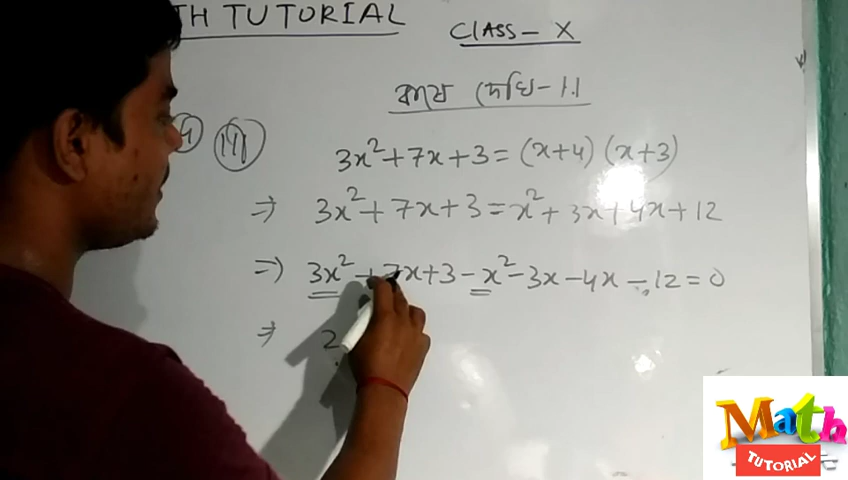 TH TUTORIAL
CLASS - X
কষে দেখি - 1.1
(iii)
3x² + 7x + 3 = (x+4) (x+3)
⇒ 3x² + 7x + 3 = x² + 3x + 4x + 12
⇒ 3x² + 7x + 3 - x² - 3x - 4x - 12 = 0
⇒ 2
Math
TUTORIAL